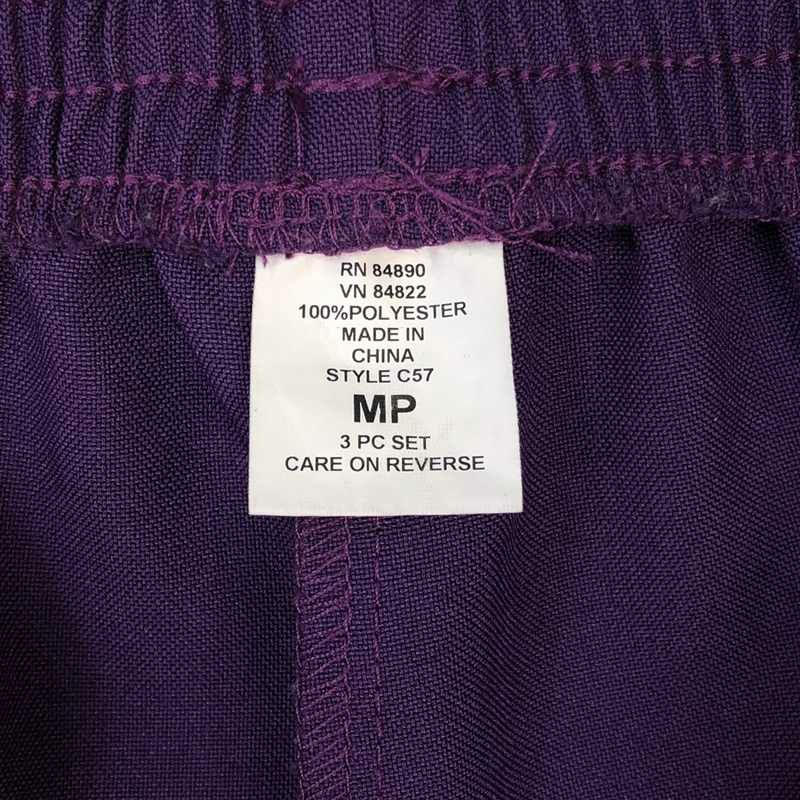 RN 84890
VN 84822
100%POLYESTER
MADE IN
CHINA
STYLE C57
MP
3 PC SET
CARE ON REVERSE